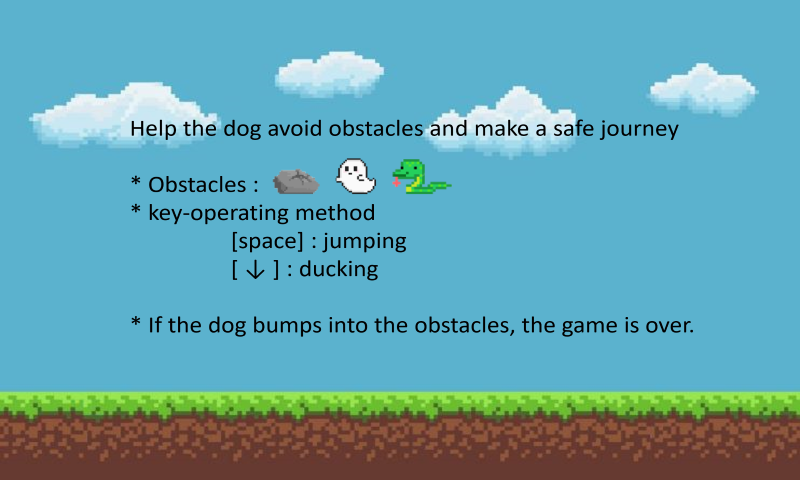 Help the dog avoid obstacles and make a safe journey
* Obstacles :
* key-operating method
[space] : jumping
[ ↓ ] : ducking
* If the dog bumps into the obstacles, the game is over.